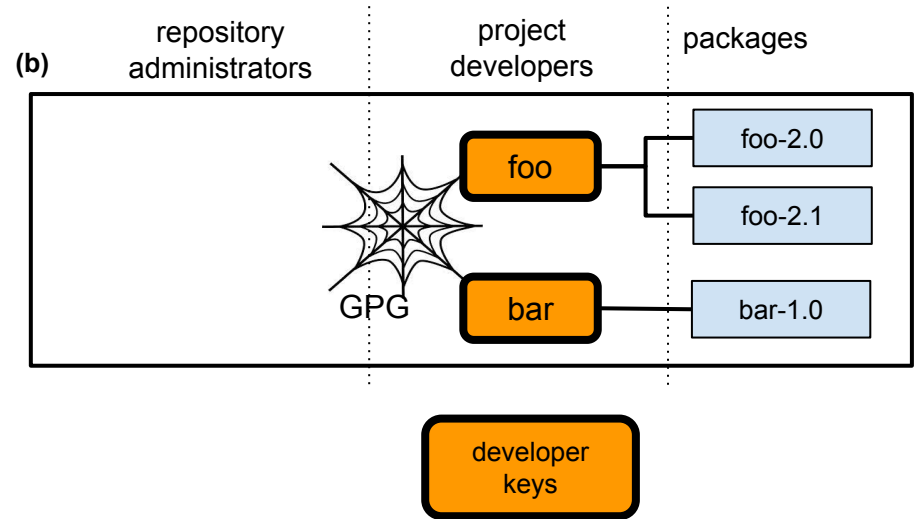 (b)
repository
administrators
project
developers
packages
foo
foo-2.0
foo-2.1
GPG
bar
bar-1.0
developer
keys